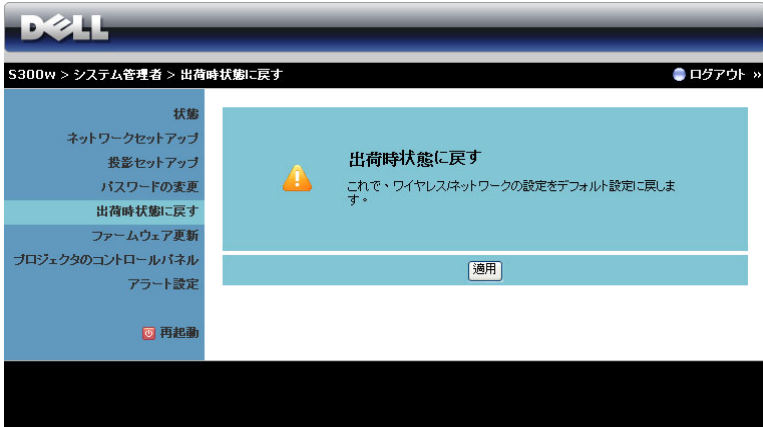 DELL
S300w > システム管理者 > 出荷時状態に戻す
ログアウト »
状態
ネットワークセットアップ
投影セットアップ
パスワードの変更
出荷時状態に戻す
ファームウェア更新
プロジェクタのコントロールパネル
アラート設定
再起動
出荷時状態に戻す
これで、ワイヤレス/ネットワークの設定をデフォルト設定に戻しま
す。
適用